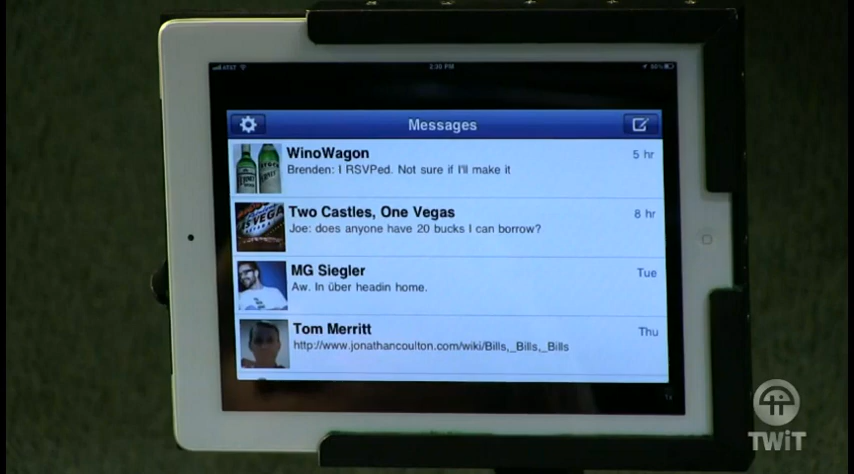 AT&T 2:30 PM
Messages
WinoWagon 5 hr
Brenden: I RSVPed. Not sure if I'll make it
Two Castles, One Vegas 8 hr
Joe: does anyone have 20 bucks I can borrow?
MG Siegler Tue
Aw. In über headin home.
Tom Merritt Thu
http://www.jonathancoulton.com/wiki/Bills,_Bills,_Bills
TWiT